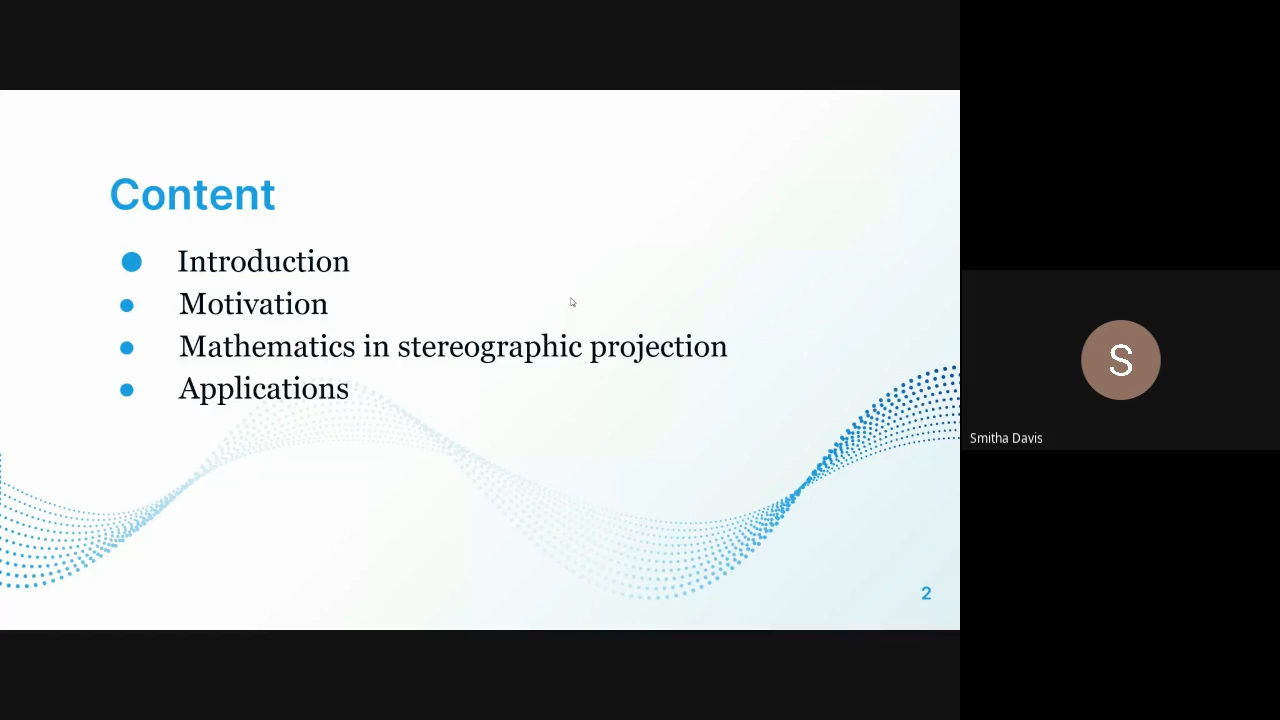 Content
Introduction
Motivation
Mathematics in stereographic projection
Applications
2
S
Smitha Davis